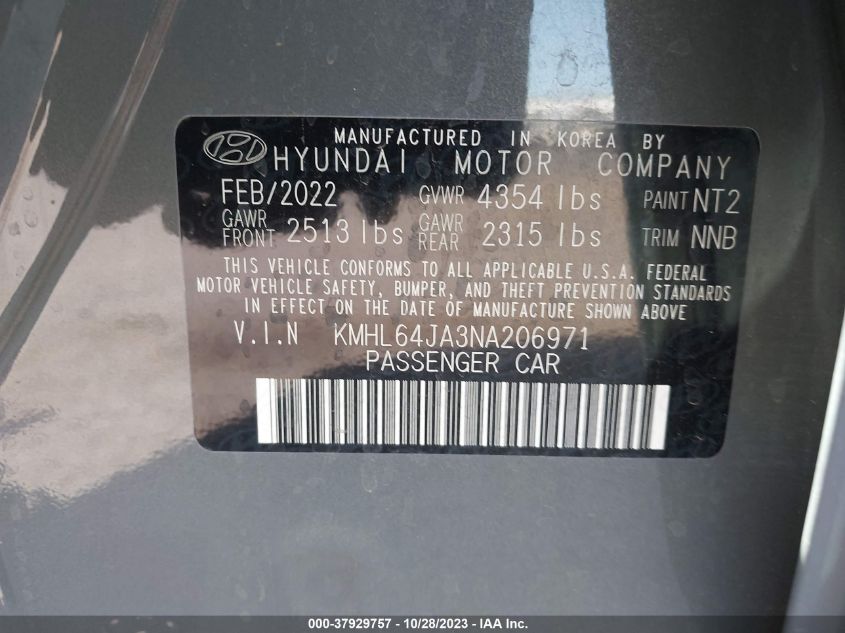 MANUFACTURED IN KOREA BY
HYUNDAI MOTOR COMPANY
FEB/2022 GVWR 4354 lbs PAINT NT2
GAWR FRONT 2513 lbs GAWR REAR 2315 lbs TRIM NNB
THIS VEHICLE CONFORMS TO ALL APPLICABLE U.S.A. FEDERAL
MOTOR VEHICLE SAFETY, BUMPER, AND THEFT PREVENTION STANDARDS
IN EFFECT ON THE DATE OF MANUFACTURE SHOWN ABOVE
V.I.N KMHL64JA3NA206971
PASSENGER CAR
000-37929757 - 10/28/2023 - IAAI.com